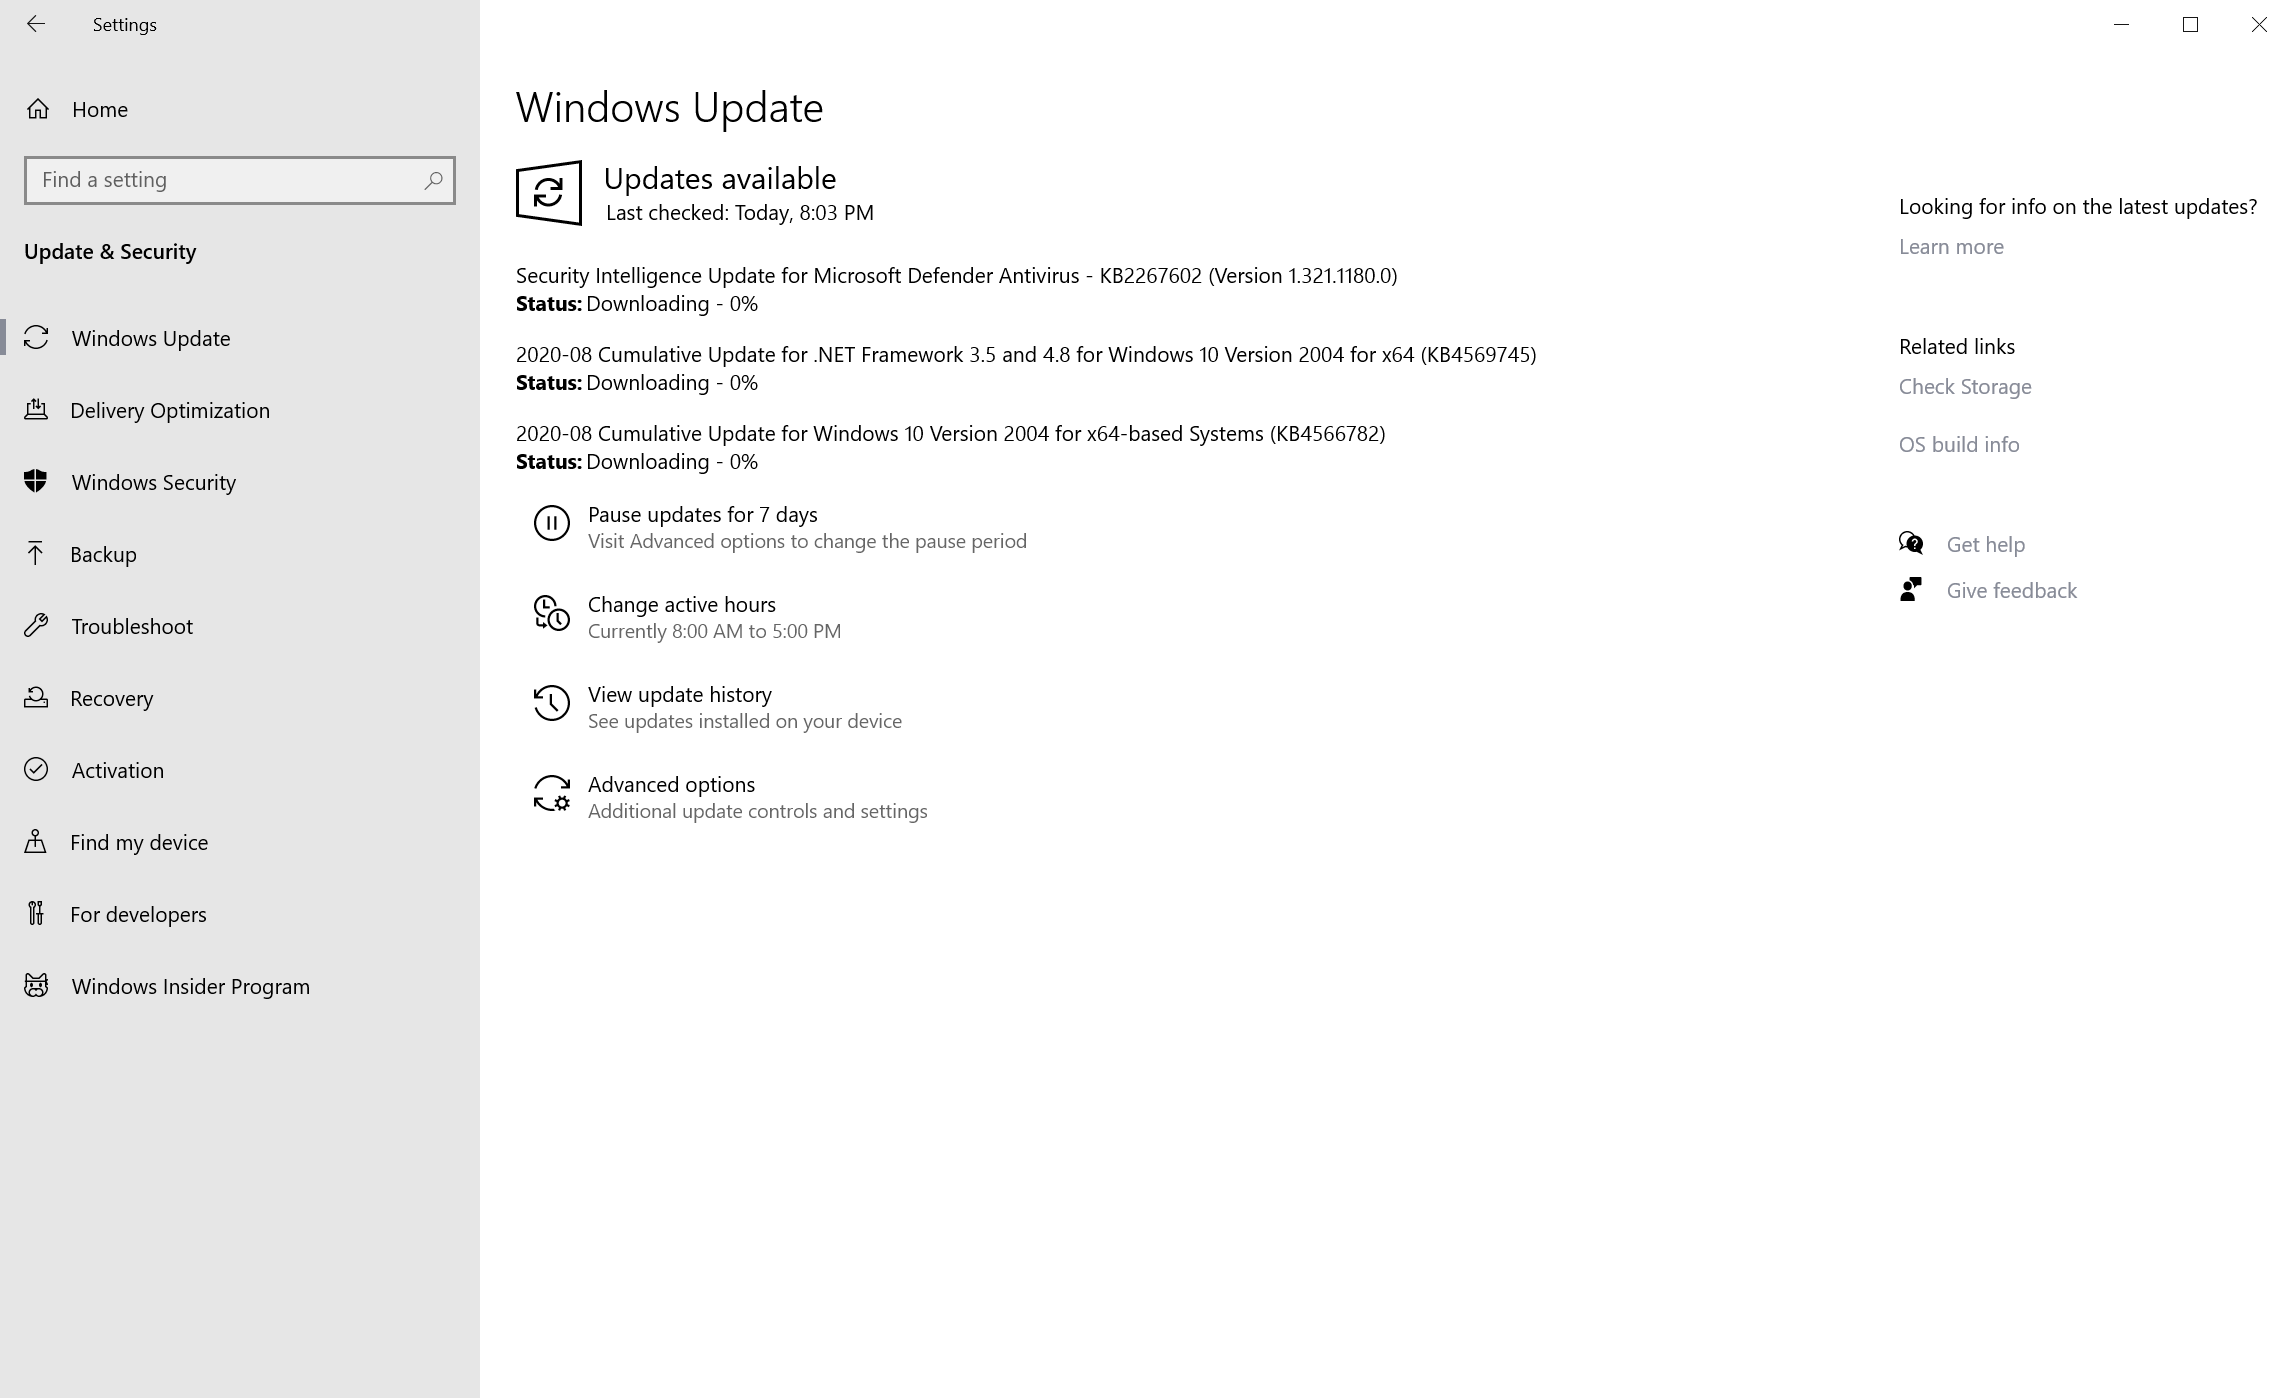 Settings
Home
Find a setting
Update & Security
Windows Update
Delivery Optimization
Windows Security
Backup
Troubleshoot
Recovery
Activation
Find my device
For developers
Windows Insider Program
Windows Update
Updates available
Last checked: Today, 8:03 PM
Security Intelligence Update for Microsoft Defender Antivirus - KB2267602 (Version 1.321.1180.0)
Status: Downloading - 0%
2020-08 Cumulative Update for .NET Framework 3.5 and 4.8 for Windows 10 Version 2004 for x64 (KB4569745)
Status: Downloading - 0%
2020-08 Cumulative Update for Windows 10 Version 2004 for x64-based Systems (KB4566782)
Status: Downloading - 0%
Pause updates for 7 days
Visit Advanced options to change the pause period
Change active hours
Currently 8:00 AM to 5:00 PM
View update history
See updates installed on your device
Advanced options
Additional update controls and settings
Looking for info on the latest updates?
Learn more
Related links
Check Storage
OS build info
Get help
Give feedback